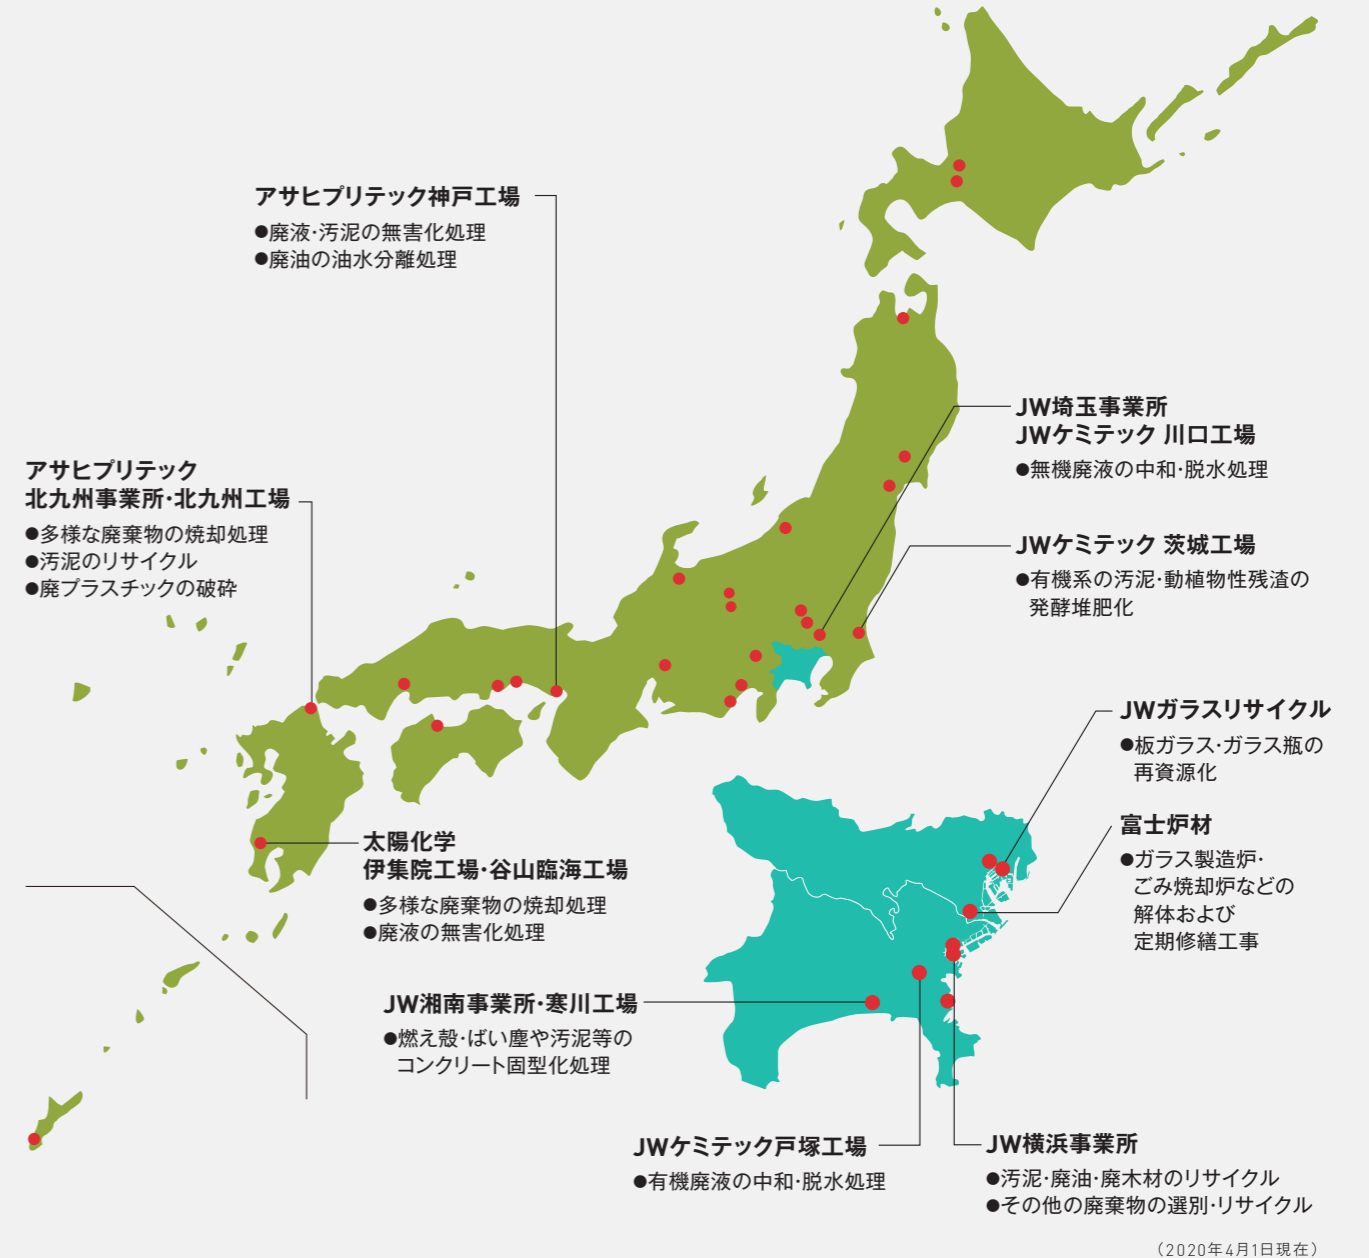 アサヒプリテック神戸工場
●廃液・汚泥の無害化処理
●廃油の油水分離処理
JW埼玉事業所
JWケミテック 川口工場
●無機廃液の中和・脱水処理
アサヒプリテック
北九州事業所・北九州工場
●多様な廃棄物の焼却処理
●汚泥のリサイクル
●廃プラスチックの破砕
JWケミテック 茨城工場
●有機系の汚泥・動植物性残渣の
発酵堆肥化
JWガラスリサイクル
●板ガラス・ガラス瓶の
再資源化
富士炉材
●ガラス製造炉・
ごみ焼却炉などの
解体および
定期修繕工事
太陽化学
伊集院工場・谷山臨海工場
●多様な廃棄物の焼却処理
●廃液の無害化処理
JW湘南事業所・寒川工場
●燃え殻・ばい塵や汚泥等の
コンクリート固型化処理
JWケミテック戸塚工場
●有機廃液の中和・脱水処理
JW横浜事業所
●汚泥・廃油・廃木材のリサイクル
●その他の廃棄物の選別・リサイクル
（2020年4月1日現在）